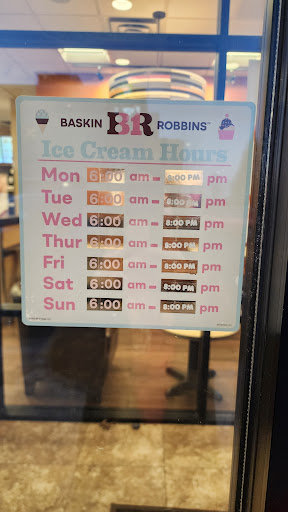 BASKIN BR ROBBINS
Ice Cream Hours
Mon 6:00 am - 8:00 PM pm
Tue 6:00 am - 8:00 PM pm
Wed 6:00 am - 8:00 PM pm
Thur 6:00 am - 8:00 PM pm
Fri 6:00 am - 8:00 PM pm
Sat 6:00 am - 8:00 PM pm
Sun 6:00 am - 8:00 PM pm